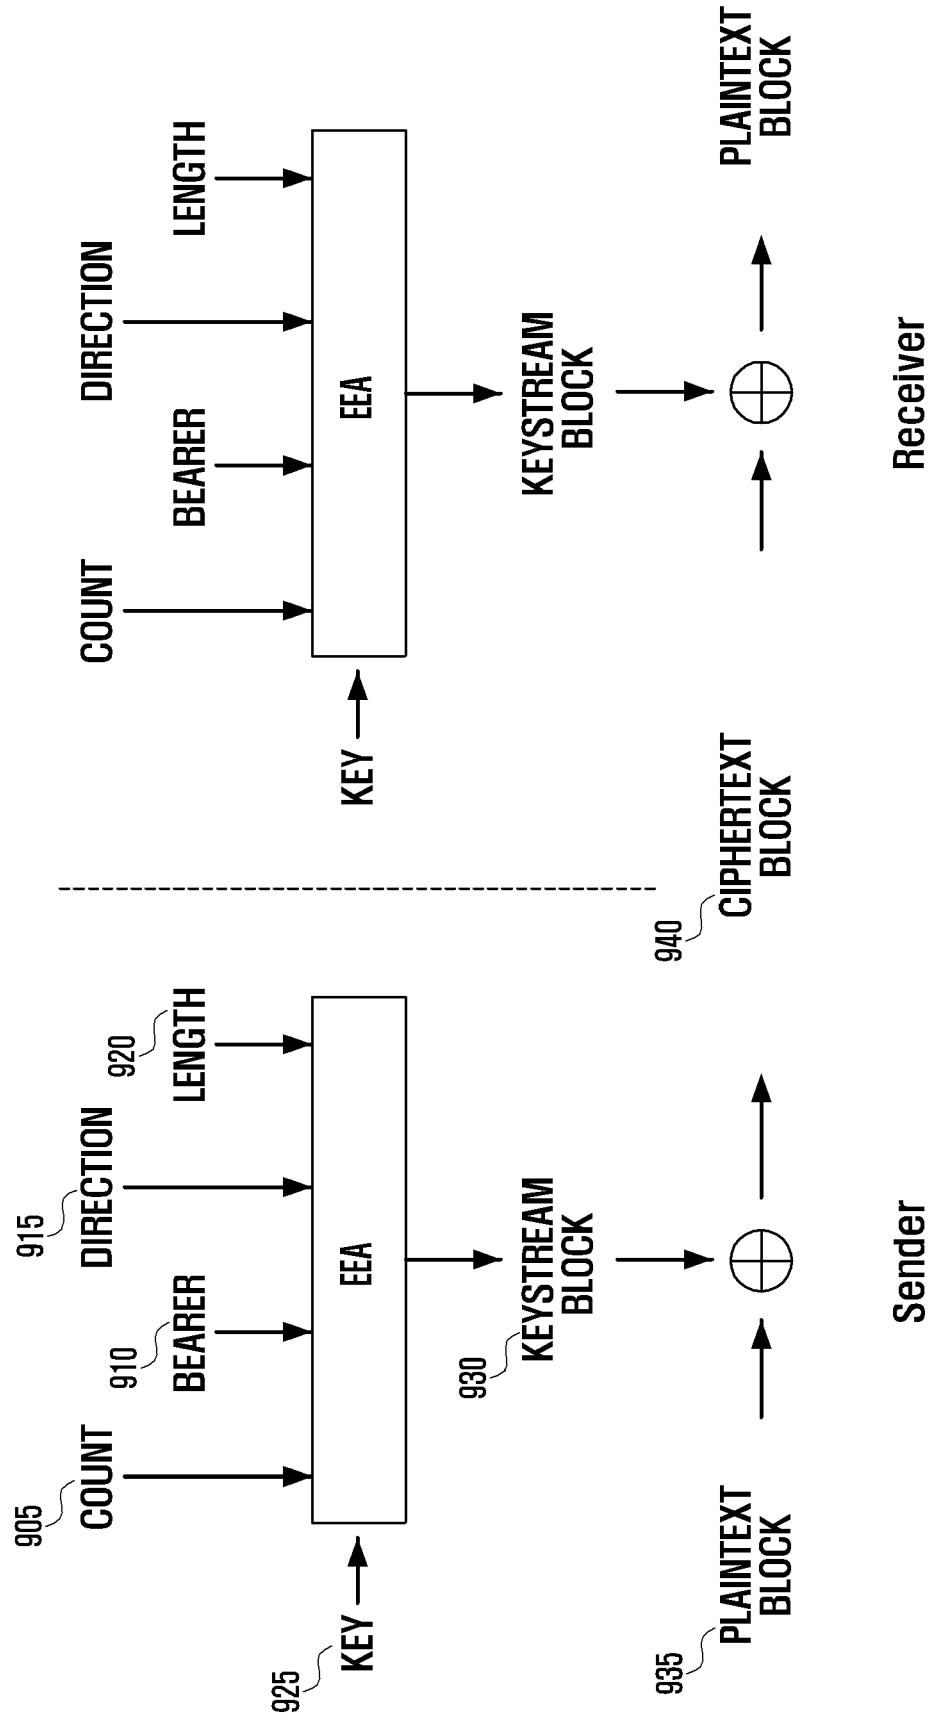 905
COUNT
910
BEARER
915
DIRECTION
920
LENGTH
925
KEY
EEA
930
KEYSTREAM
BLOCK
935
PLAINTEXT
BLOCK
Sender
940
CIPHERTEXT
BLOCK
COUNT
BEARER
DIRECTION
LENGTH
KEY
EEA
KEYSTREAM
BLOCK
PLAINTEXT
BLOCK
Receiver